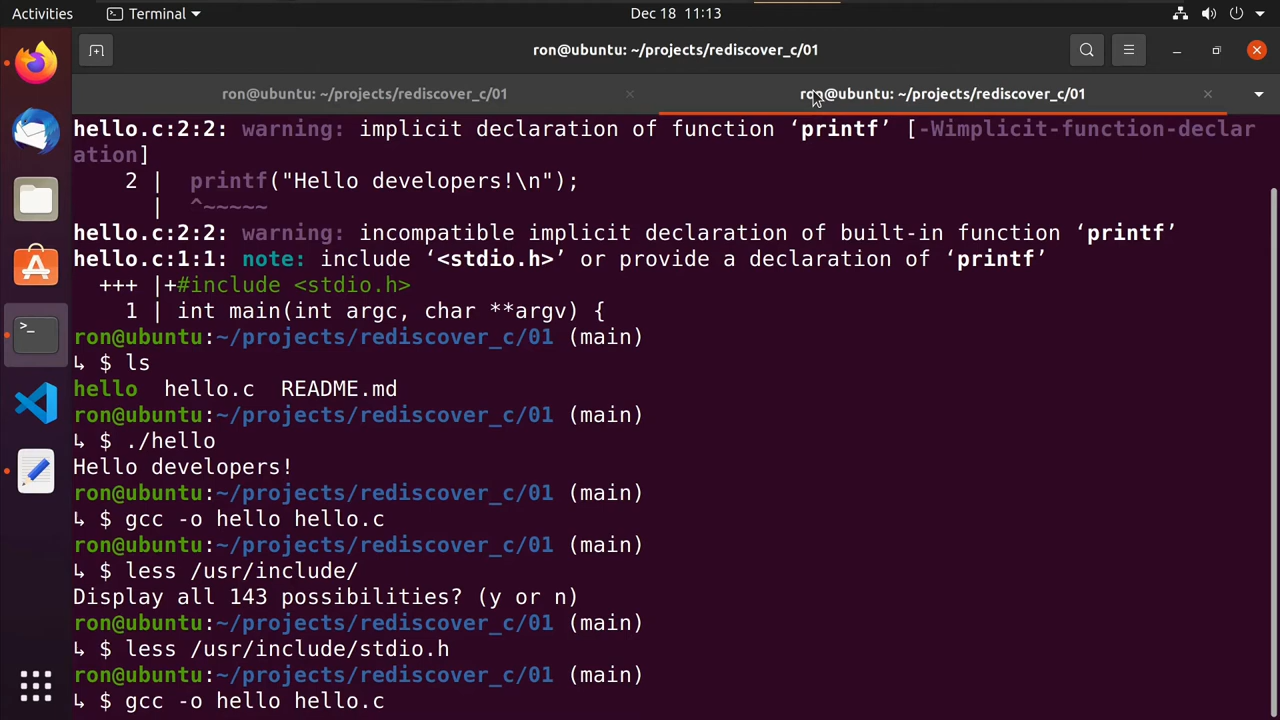 Activities Terminal Dec 18 11:13
ron@ubuntu: ~/projects/rediscover_c/01
ron@ubuntu: ~/projects/rediscover_c/01 ron@ubuntu: ~/projects/rediscover_c/01
hello.c:2:2: warning: implicit declaration of function ‘printf’ [-Wimplicit-function-declar
ation]
2 | printf("Hello developers!\n");
| ^~~~~~
hello.c:2:2: warning: incompatible implicit declaration of built-in function ‘printf’
hello.c:1:1: note: include ‘<stdio.h>’ or provide a declaration of ‘printf’
+++ |+#include <stdio.h>
1 | int main(int argc, char **argv) {
ron@ubuntu:~/projects/rediscover_c/01 (main)
↳ $ ls
hello hello.c README.md
ron@ubuntu:~/projects/rediscover_c/01 (main)
↳ $ ./hello
Hello developers!
ron@ubuntu:~/projects/rediscover_c/01 (main)
↳ $ gcc -o hello hello.c
ron@ubuntu:~/projects/rediscover_c/01 (main)
↳ $ less /usr/include/
Display all 143 possibilities? (y or n)
ron@ubuntu:~/projects/rediscover_c/01 (main)
↳ $ less /usr/include/stdio.h
ron@ubuntu:~/projects/rediscover_c/01 (main)
↳ $ gcc -o hello hello.c